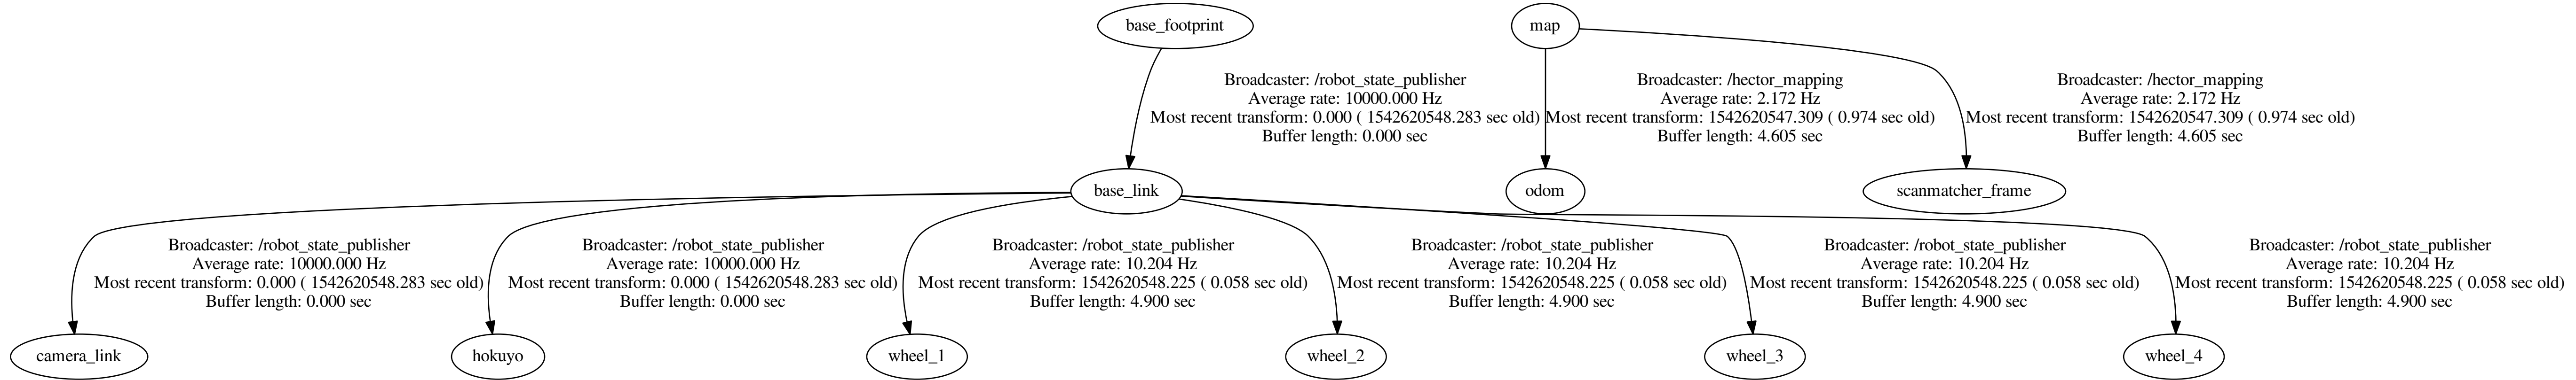 base_footprint
map
Broadcaster: /robot_state_publisher
Average rate: 10000.000 Hz
Most recent transform: 0.000 ( 1542620548.283 sec old)
Buffer length: 0.000 sec
Broadcaster: /hector_mapping
Average rate: 2.172 Hz
Most recent transform: 1542620547.309 ( 0.974 sec old)
Buffer length: 4.605 sec
Broadcaster: /hector_mapping
Average rate: 2.172 Hz
Most recent transform: 1542620547.309 ( 0.974 sec old)
Buffer length: 4.605 sec
base_link
odom
scanmatcher_frame
Broadcaster: /robot_state_publisher
Average rate: 10000.000 Hz
Most recent transform: 0.000 ( 1542620548.283 sec old)
Buffer length: 0.000 sec
Broadcaster: /robot_state_publisher
Average rate: 10000.000 Hz
Most recent transform: 0.000 ( 1542620548.283 sec old)
Buffer length: 0.000 sec
Broadcaster: /robot_state_publisher
Average rate: 10.204 Hz
Most recent transform: 1542620548.225 ( 0.058 sec old)
Buffer length: 4.900 sec
Broadcaster: /robot_state_publisher
Average rate: 10.204 Hz
Most recent transform: 1542620548.225 ( 0.058 sec old)
Buffer length: 4.900 sec
Broadcaster: /robot_state_publisher
Average rate: 10.204 Hz
Most recent transform: 1542620548.225 ( 0.058 sec old)
Buffer length: 4.900 sec
Broadcaster: /robot_state_publisher
Average rate: 10.204 Hz
Most recent transform: 1542620548.225 ( 0.058 sec old)
Buffer length: 4.900 sec
camera_link
hokuyo
wheel_1
wheel_2
wheel_3
wheel_4